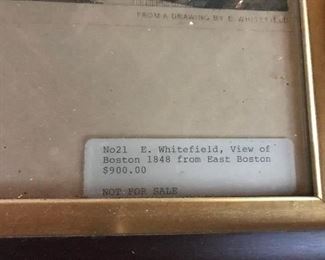 FROM A DRAWING BY E. WHITEFIELD
No21 E. Whitefield, View of
Boston 1848 from East Boston
$900.00
NOT FOR SALE